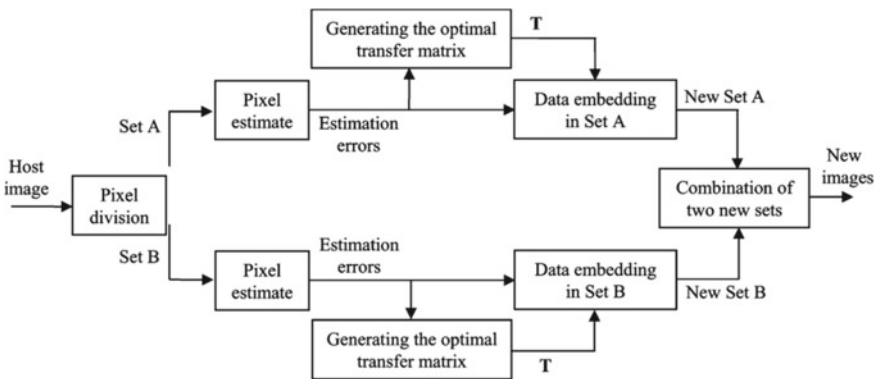 Generating the optimal
transfer matrix
T
Set A
Pixel
estimate
Estimation
errors
Data embedding
in Set A
New Set A
Host
image
Pixel
division
Combination of
two new sets
New
images
Set B
Pixel
estimate
Estimation
errors
Data embedding
in Set B
New Set B
Generating the optimal
transfer matrix
T